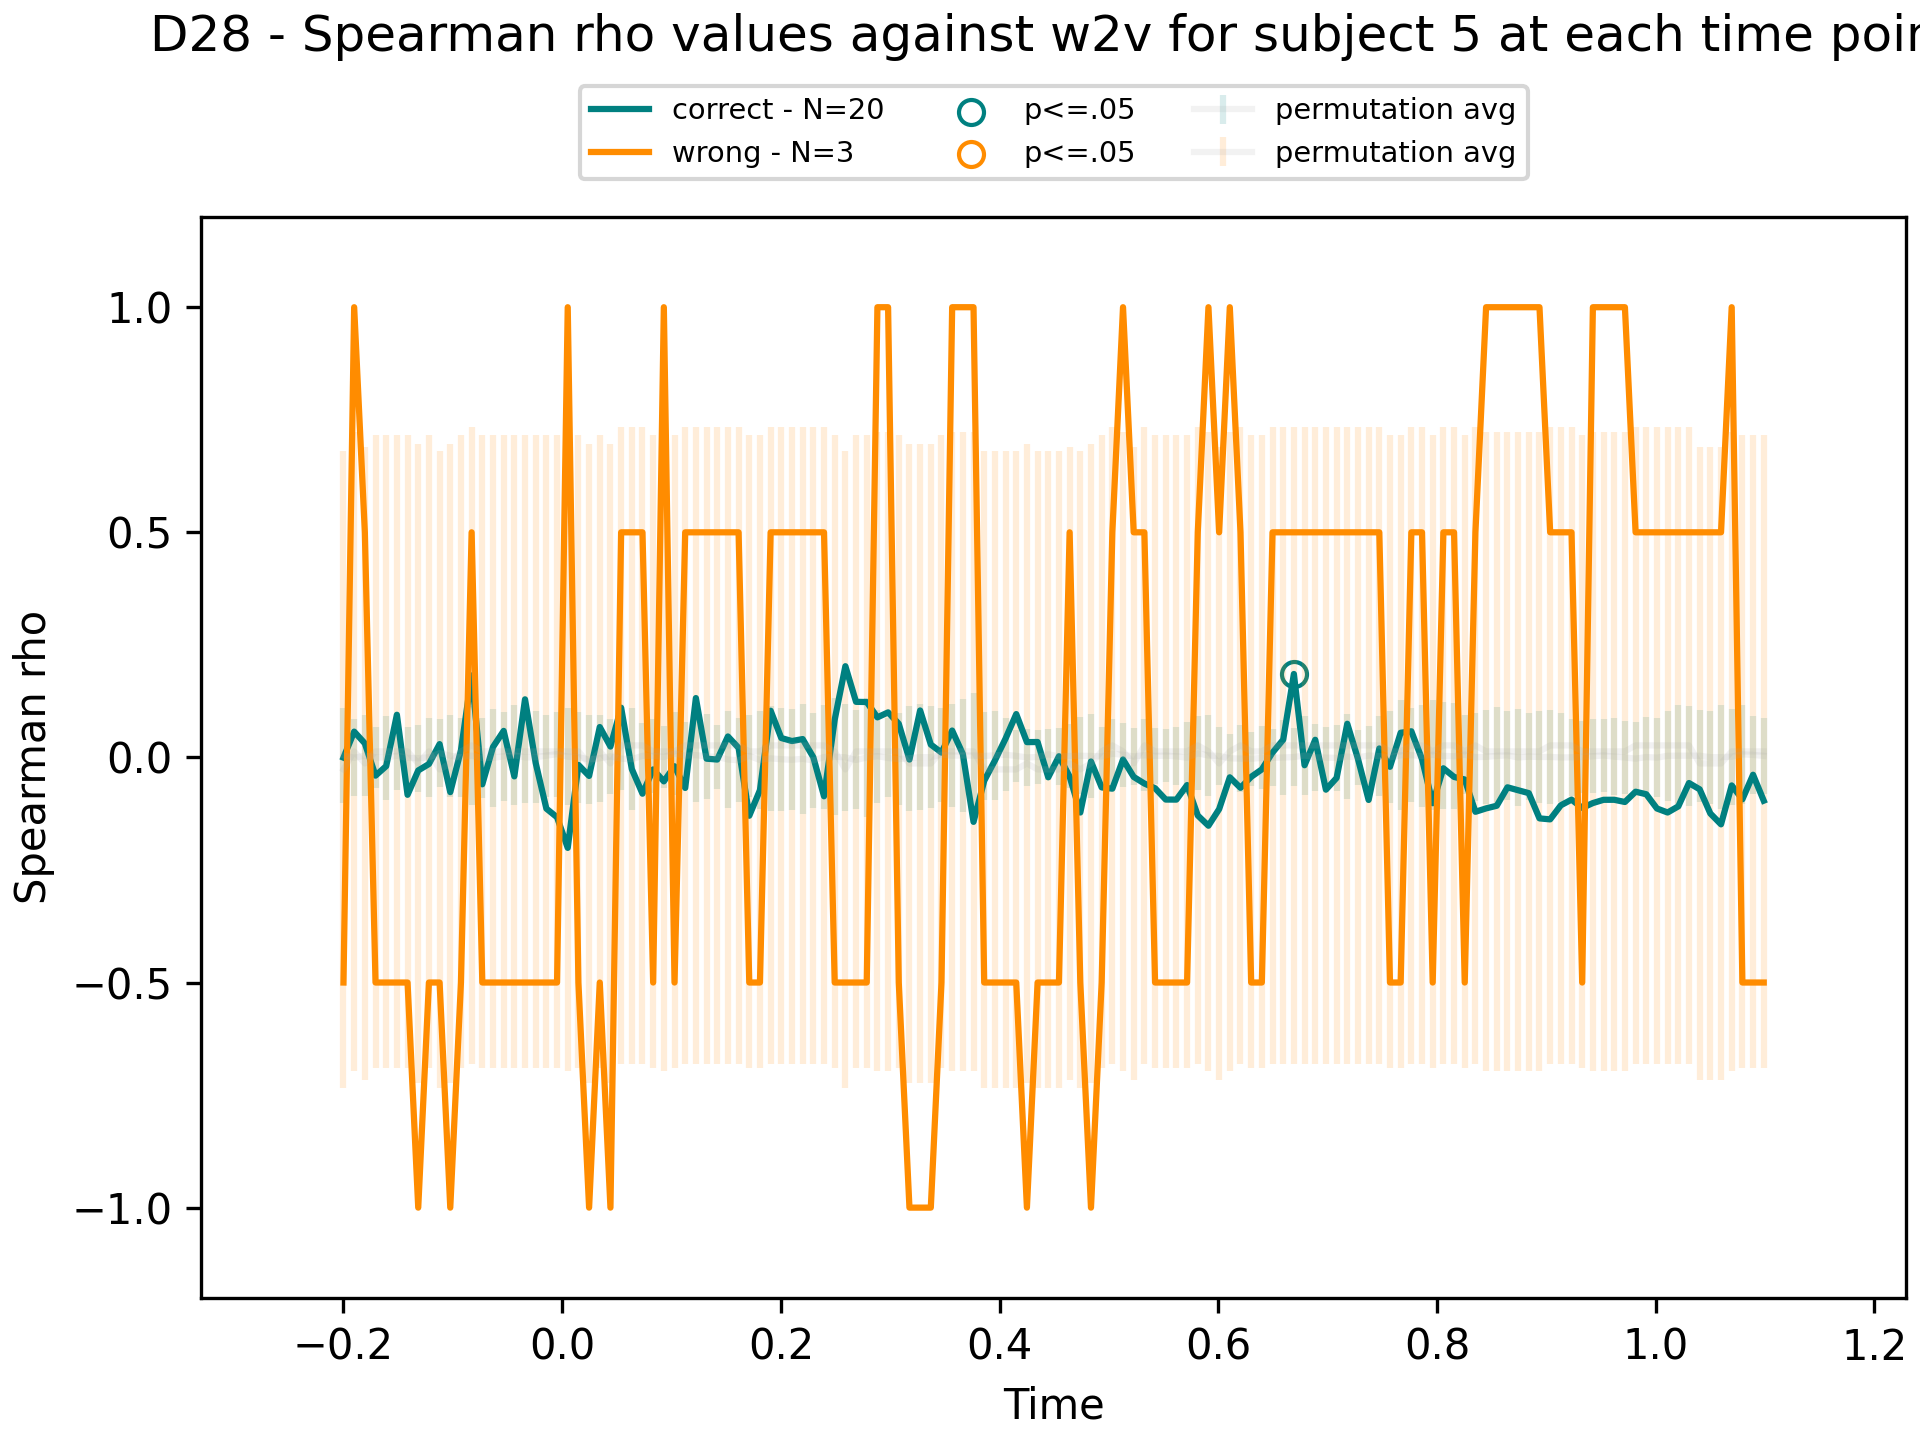 D28 - Spearman rho values against w2v for subject 5 at each time
correct - N=20 p<=.05 permutation avg
wrong - N=3 p<=.05 permutation avg
1.0
0.5
0.0
−0.5
−1.0
Spearman rho
−0.2 0.0 0.2 0.4 0.6 0.8 1.0 1.2
Time